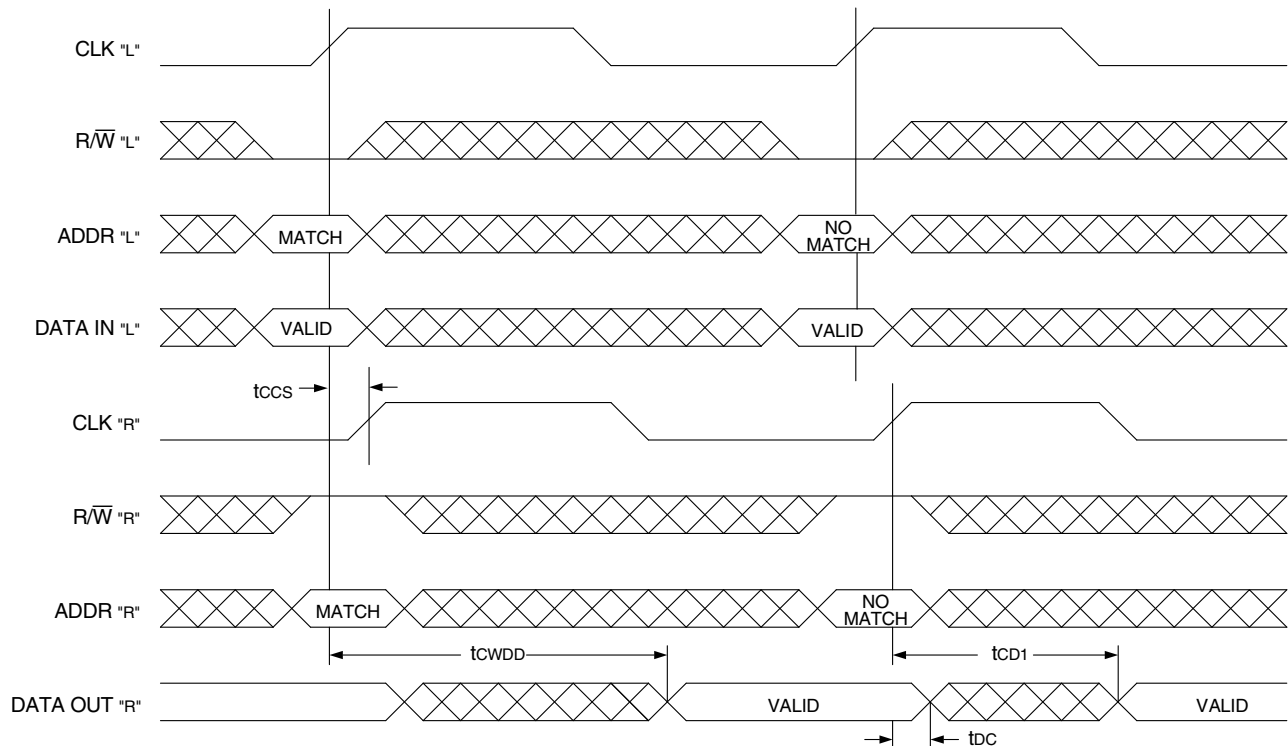 CLK "L"
R/W̅ "L"
ADDR "L"
MATCH
NO
MATCH
DATA IN "L"
VALID
VALID
tCCS
CLK "R"
R/W̅ "R"
ADDR "R"
MATCH
NO
MATCH
tCWDD
tCD1
DATA OUT "R"
VALID
VALID
tDC